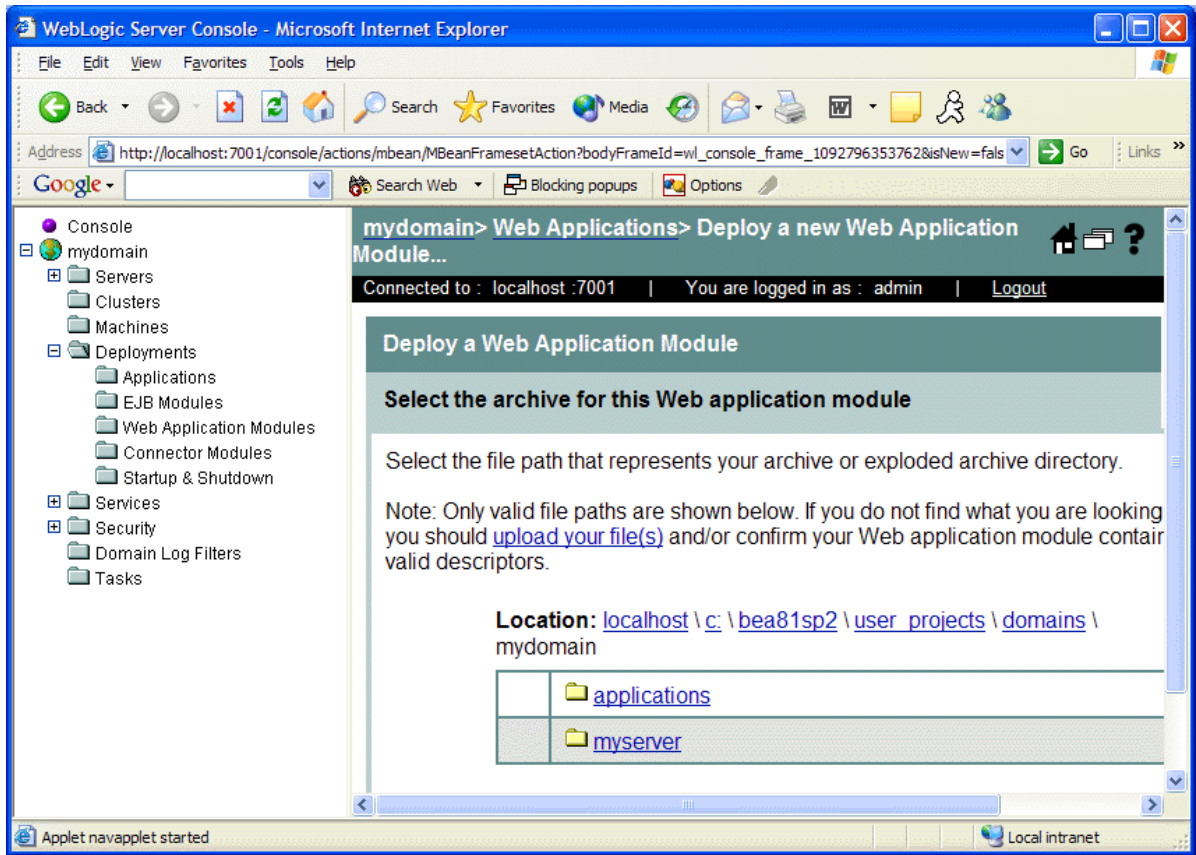 WebLogic Server Console - Microsoft Internet Explorer
File Edit View Favorites Tools Help
Back Search Favorites Media
Address http://localhost:7001/console/actions/mbean/MBeanFramesetAction?bodyFrameId=wl_console_frame_1092796353762&isNew=fals Go Links »
Google Search Web Blocking popups Options
Console
mydomain
Servers
Clusters
Machines
Deployments
Applications
EJB Modules
Web Application Modules
Connector Modules
Startup & Shutdown
Services
Security
Domain Log Filters
Tasks
mydomain> Web Applications> Deploy a new Web Application
Module...
?
Connected to : localhost :7001 | You are logged in as : admin | Logout
Deploy a Web Application Module
Select the archive for this Web application module
Select the file path that represents your archive or exploded archive directory.
Note: Only valid file paths are shown below. If you do not find what you are looking
you should upload your file(s) and/or confirm your Web application module contain
valid descriptors.
Location: localhost \ c: \ bea81sp2 \ user_projects \ domains \
mydomain
applications
myserver
Applet navapplet started
Local intranet